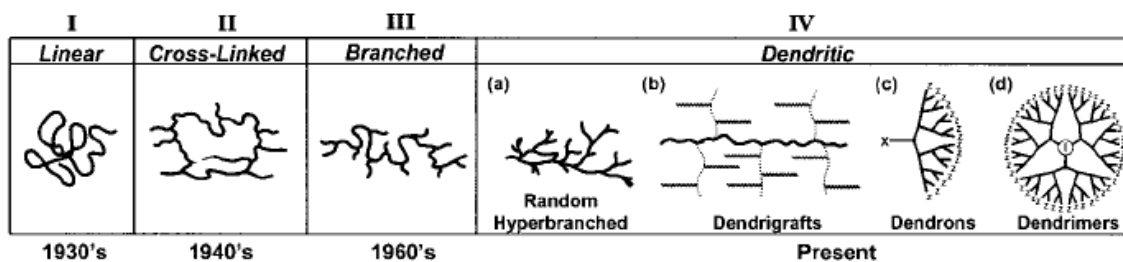 I II III IV
Linear Cross-Linked Branched Dendritic
(a) (b) (c) (d)
X
Random
Hyperbranched Dendrigrafts Dendrons Dendrimers
1930's 1940's 1960's Present